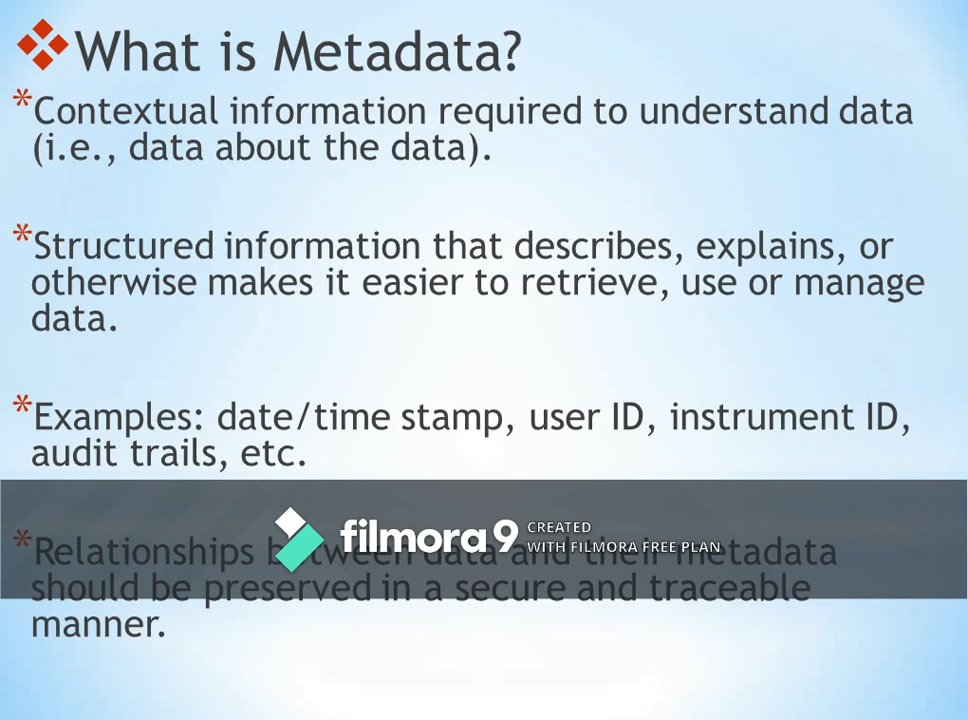 What is Metadata?
*Contextual information required to understand data
(i.e., data about the data).
*Structured information that describes, explains, or
otherwise makes it easier to retrieve, use or manage
data.
*Examples: date/time stamp, user ID, instrument ID,
audit trails, etc.
filmora9 CREATED
WITH FILMORA FREE PLAN
*Relationships between data and their metadata
should be preserved in a secure and traceable
manner.